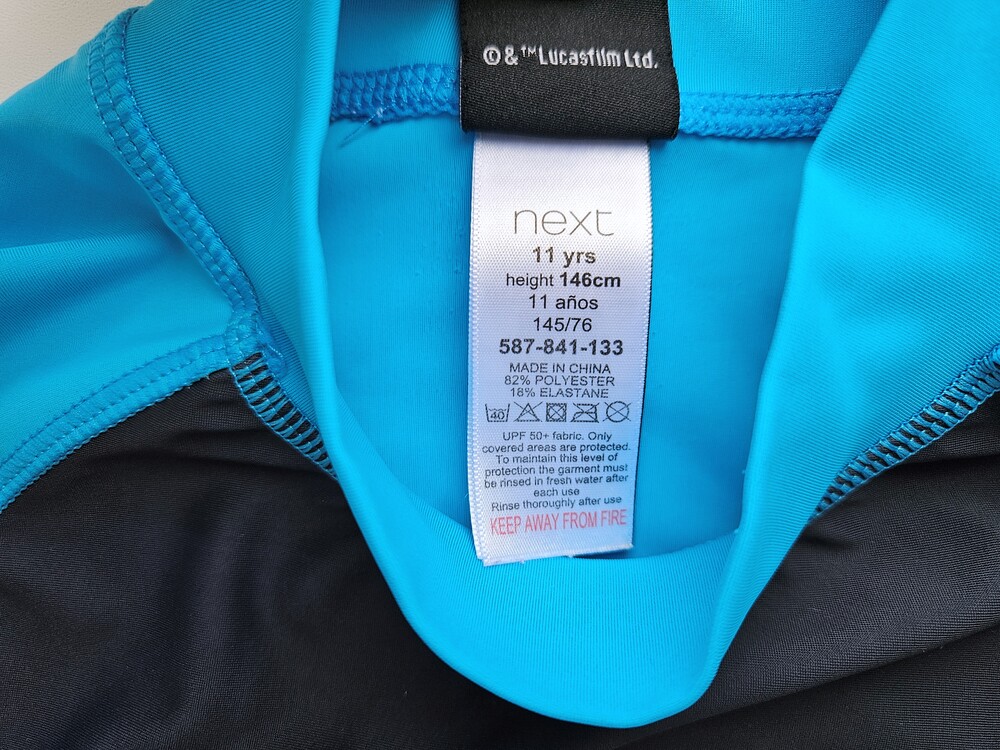 ©&™Lucasfilm Ltd.
next
11 yrs
height 146cm
11 años
145/76
587-841-133
MADE IN CHINA
82% POLYESTER
18% ELASTANE
40
UPF 50+ fabric. Only
covered areas are protected.
To maintain this level of
protection the garment must
be rinsed in fresh water after
each use
Rinse thoroughly after use
KEEP AWAY FROM FIRE